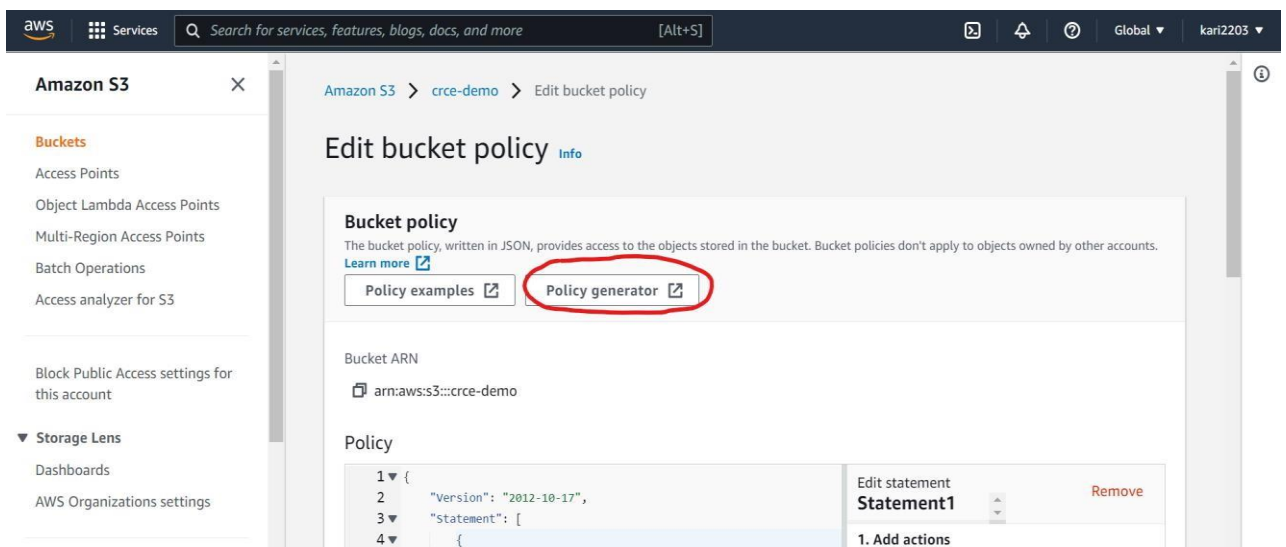 aws
Services
Search for services, features, blogs, docs, and more
[Alt+S]
Global ▼
kari2203 ▼
Amazon S3
Buckets
Access Points
Object Lambda Access Points
Multi-Region Access Points
Batch Operations
Access analyzer for S3
Block Public Access settings for
this account
▼ Storage Lens
Dashboards
AWS Organizations settings
Amazon S3 > crce-demo > Edit bucket policy
Edit bucket policy Info
Bucket policy
The bucket policy, written in JSON, provides access to the objects stored in the bucket. Bucket policies don't apply to objects owned by other accounts.
Learn more
Policy examples
Policy generator
Bucket ARN
arn:aws:s3:::crce-demo
Policy
1 ▼ {
2 "Version": "2012-10-17",
3 ▼ "Statement": [
4 ▼ {
Edit statement
Statement1
Remove
1. Add actions